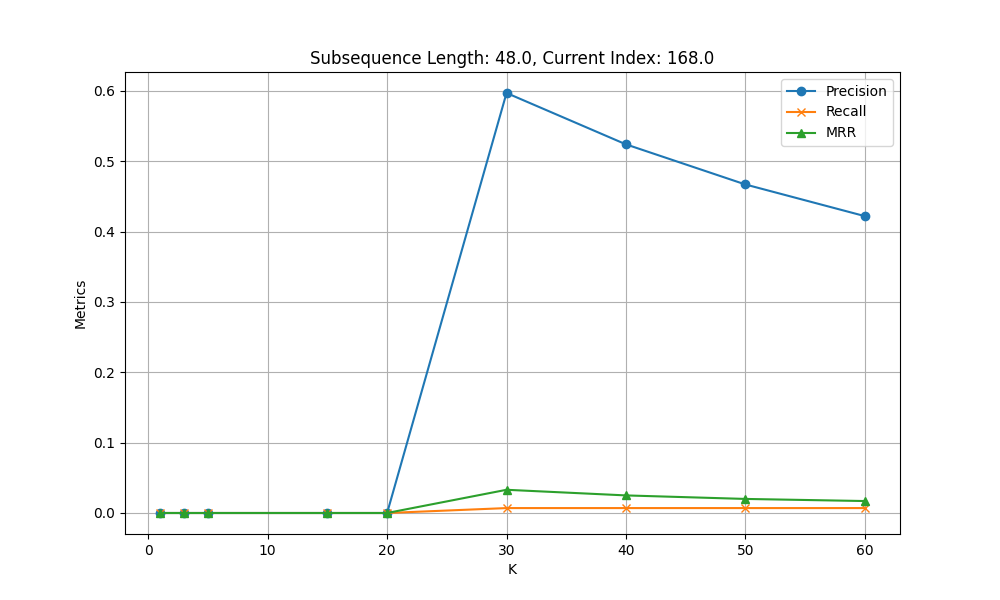 Subsequence Length: 48.0, Current Index: 168.0
Precision
Recall
MRR
0.6
0.5
0.4
0.3
0.2
0.1
0.0
Metrics
0 10 20 30 40 50 60
K